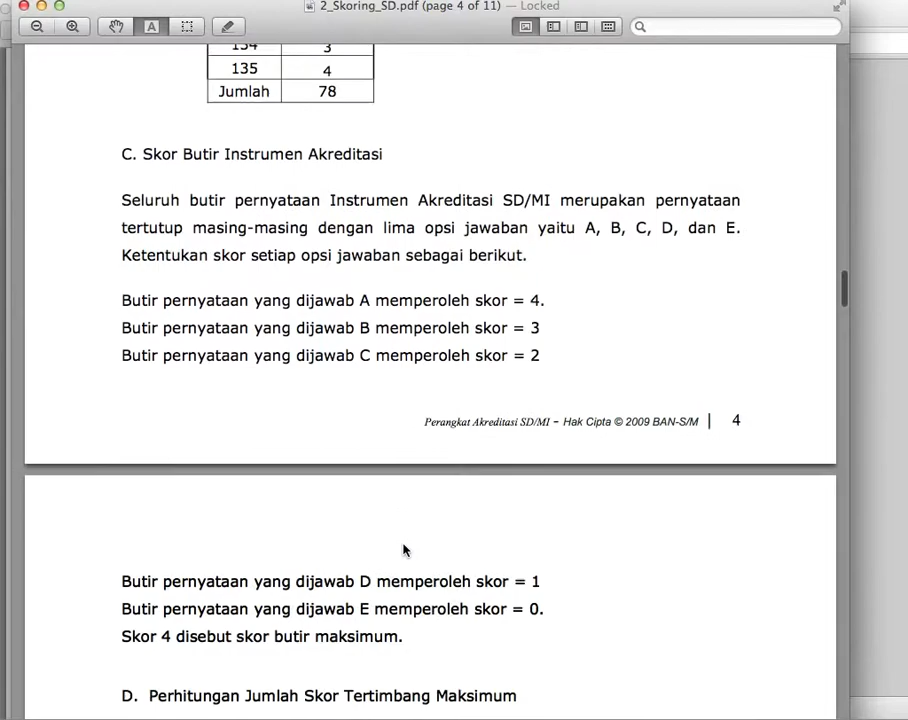 2_Skoring_SD.pdf (page 4 of 11) — Locked
134 3
135 4
Jumlah 78
C. Skor Butir Instrumen Akreditasi
Seluruh butir pernyataan Instrumen Akreditasi SD/MI merupakan pernyataan
tertutup masing-masing dengan lima opsi jawaban yaitu A, B, C, D, dan E.
Ketentukan skor setiap opsi jawaban sebagai berikut.
Butir pernyataan yang dijawab A memperoleh skor = 4.
Butir pernyataan yang dijawab B memperoleh skor = 3
Butir pernyataan yang dijawab C memperoleh skor = 2
Perangkat Akreditasi SD/MI – Hak Cipta © 2009 BAN-S/M | 4
Butir pernyataan yang dijawab D memperoleh skor = 1
Butir pernyataan yang dijawab E memperoleh skor = 0.
Skor 4 disebut skor butir maksimum.
D. Perhitungan Jumlah Skor Tertimbang Maksimum